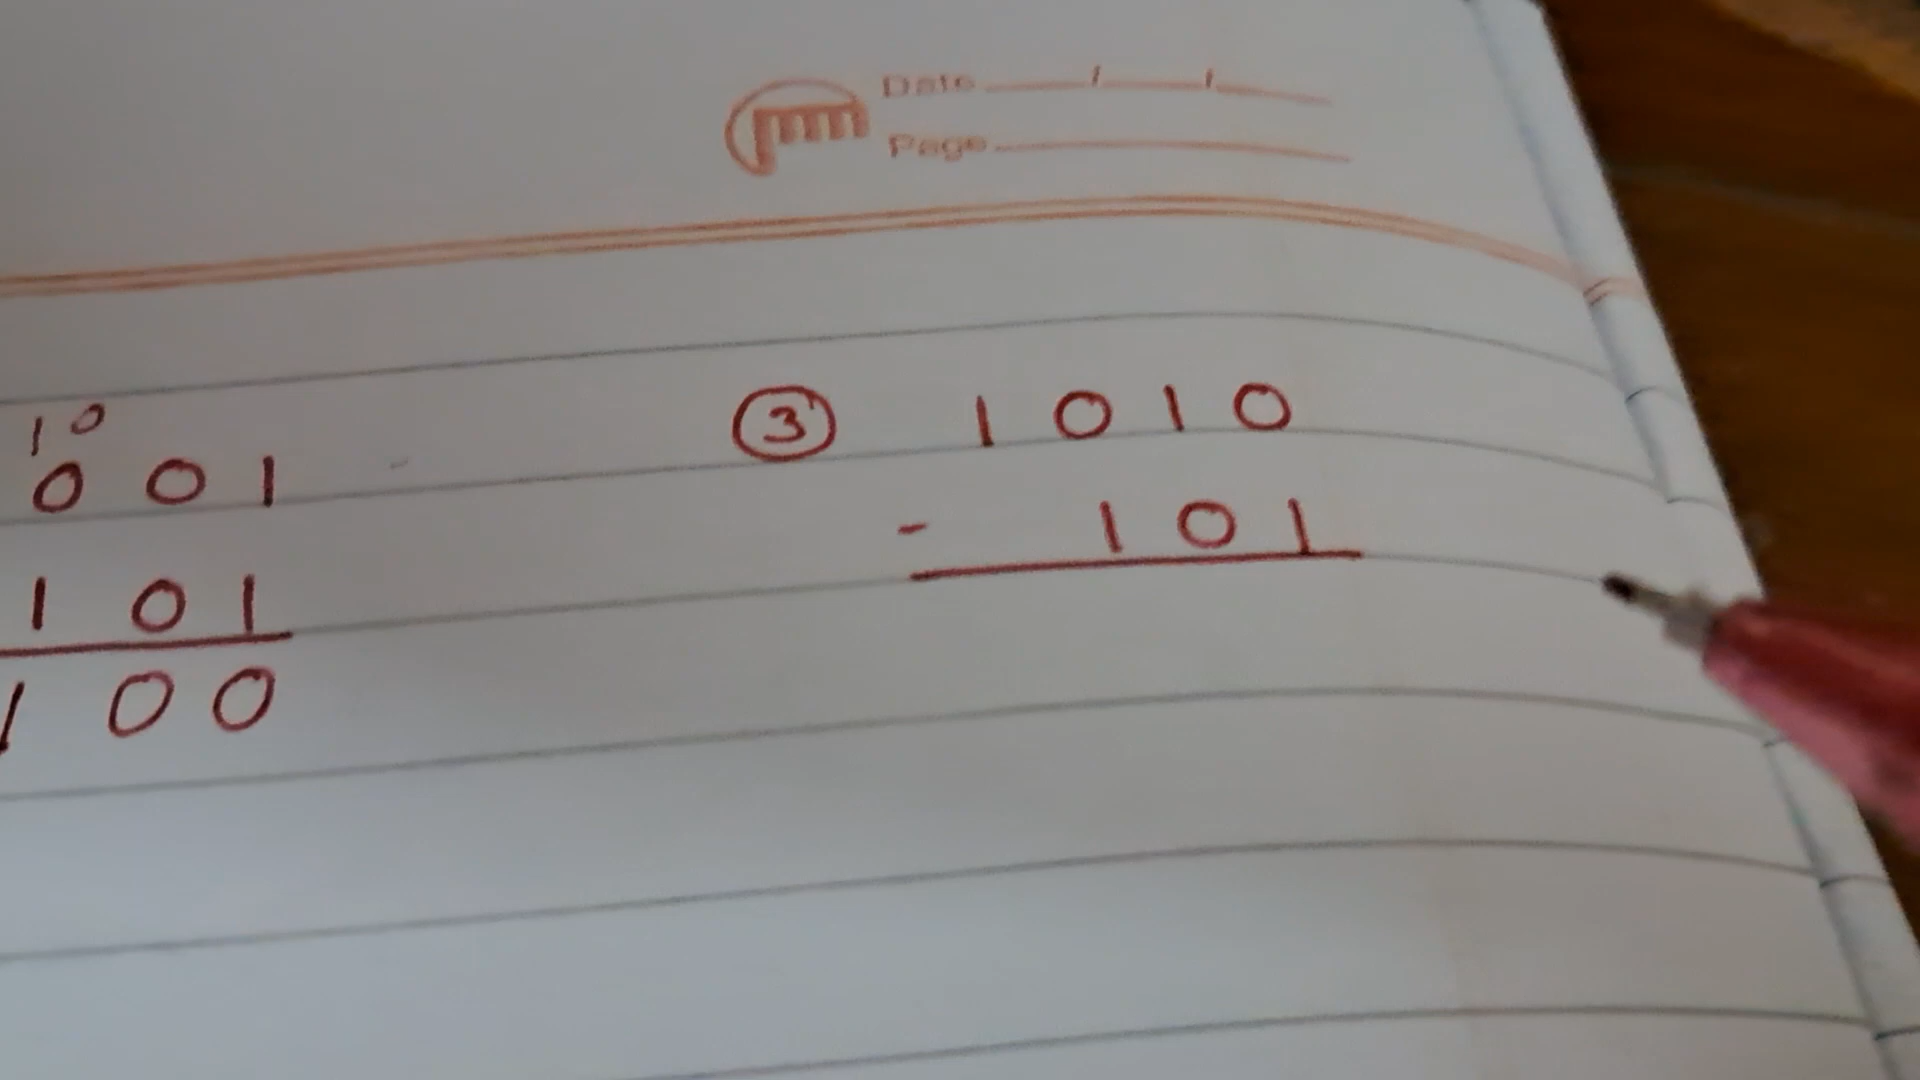 Date / /
Page
1 0
0 0 1
1 0 1
1 0 0
③ 1 0 1 0
- 1 0 1